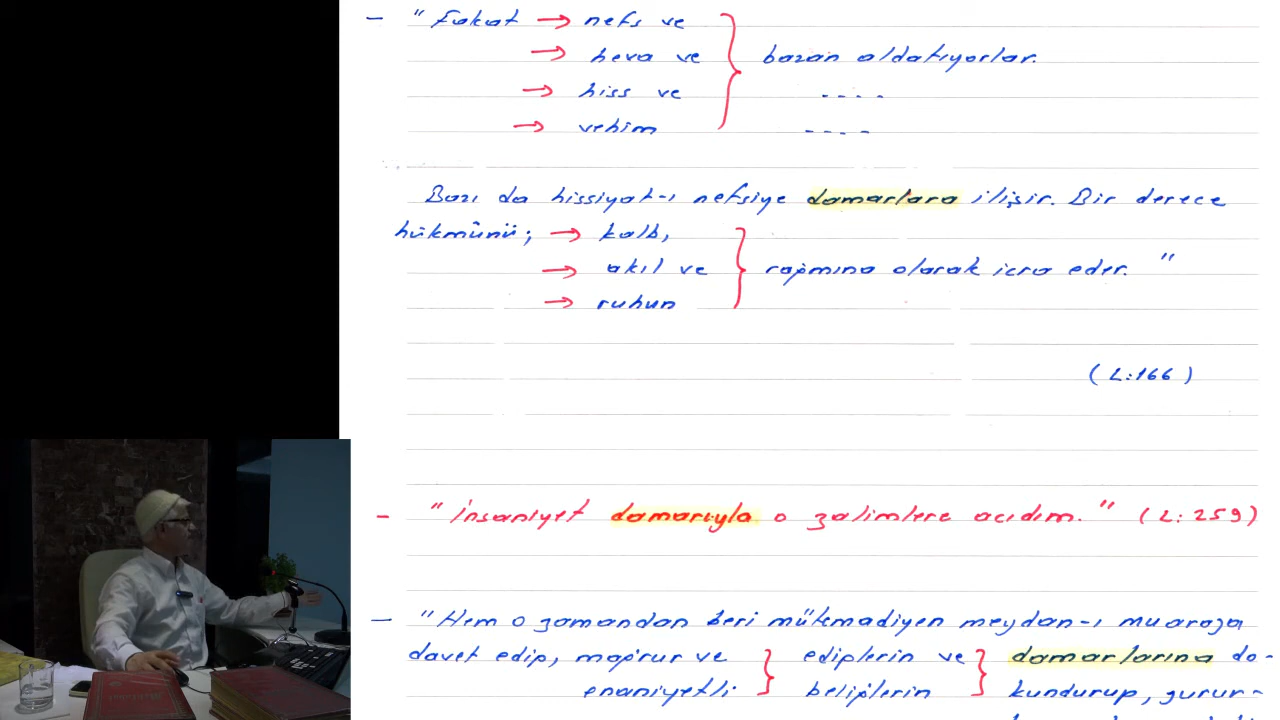 - "Fakat → nefs ve
→ heva ve
→ hiss ve
→ vehim
bazan aldatıyorlar.
----
----
Bazı da hissiyat-ı nefsiye damarlara ilişir. Bir derece
hükmünü; → kalb,
→ akıl ve
→ ruhun
rağmına olarak icra eder."
(L:166)
- "İnsaniyet damarıyla o zalimlere acıdım." (L:259)
- "Hem o zamandan beri mütemadiyen meydan-ı muaraza
davet edip, mağrur ve
enaniyetli
ediplerin ve
beliğlerin
damarlarına do-
kundurup, gurur-